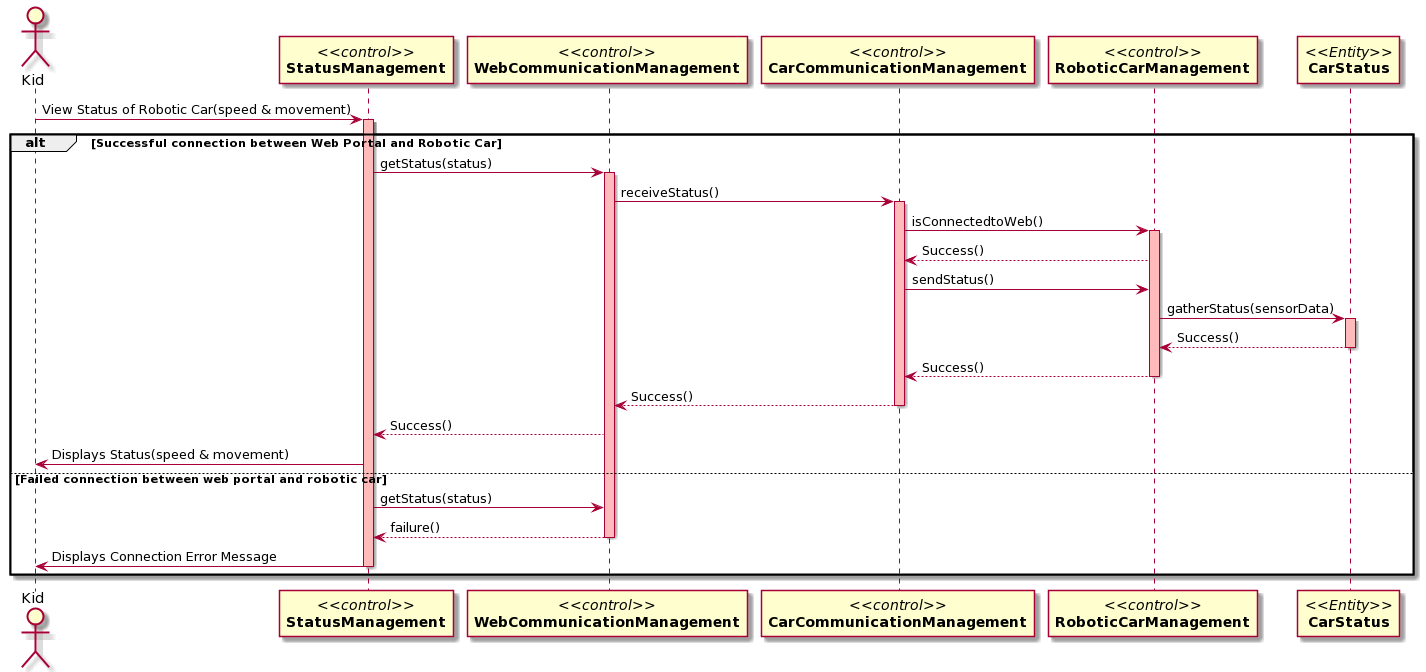 Kid
<<control>>
StatusManagement
<<control>>
WebCommunicationManagement
<<control>>
CarCommunicationManagement
<<control>>
RoboticCarManagement
<<Entity>>
CarStatus
View Status of Robotic Car(speed & movement)
alt
[Successful connection between Web Portal and Robotic Car]
getStatus(status)
receiveStatus()
isConnectedtoWeb()
Success()
sendStatus()
gatherStatus(sensorData)
Success()
Success()
Success()
Success()
Displays Status(speed & movement)
[Failed connection between web portal and robotic car]
getStatus(status)
failure()
Displays Connection Error Message
Kid
<<control>>
StatusManagement
<<control>>
WebCommunicationManagement
<<control>>
CarCommunicationManagement
<<control>>
RoboticCarManagement
<<Entity>>
CarStatus